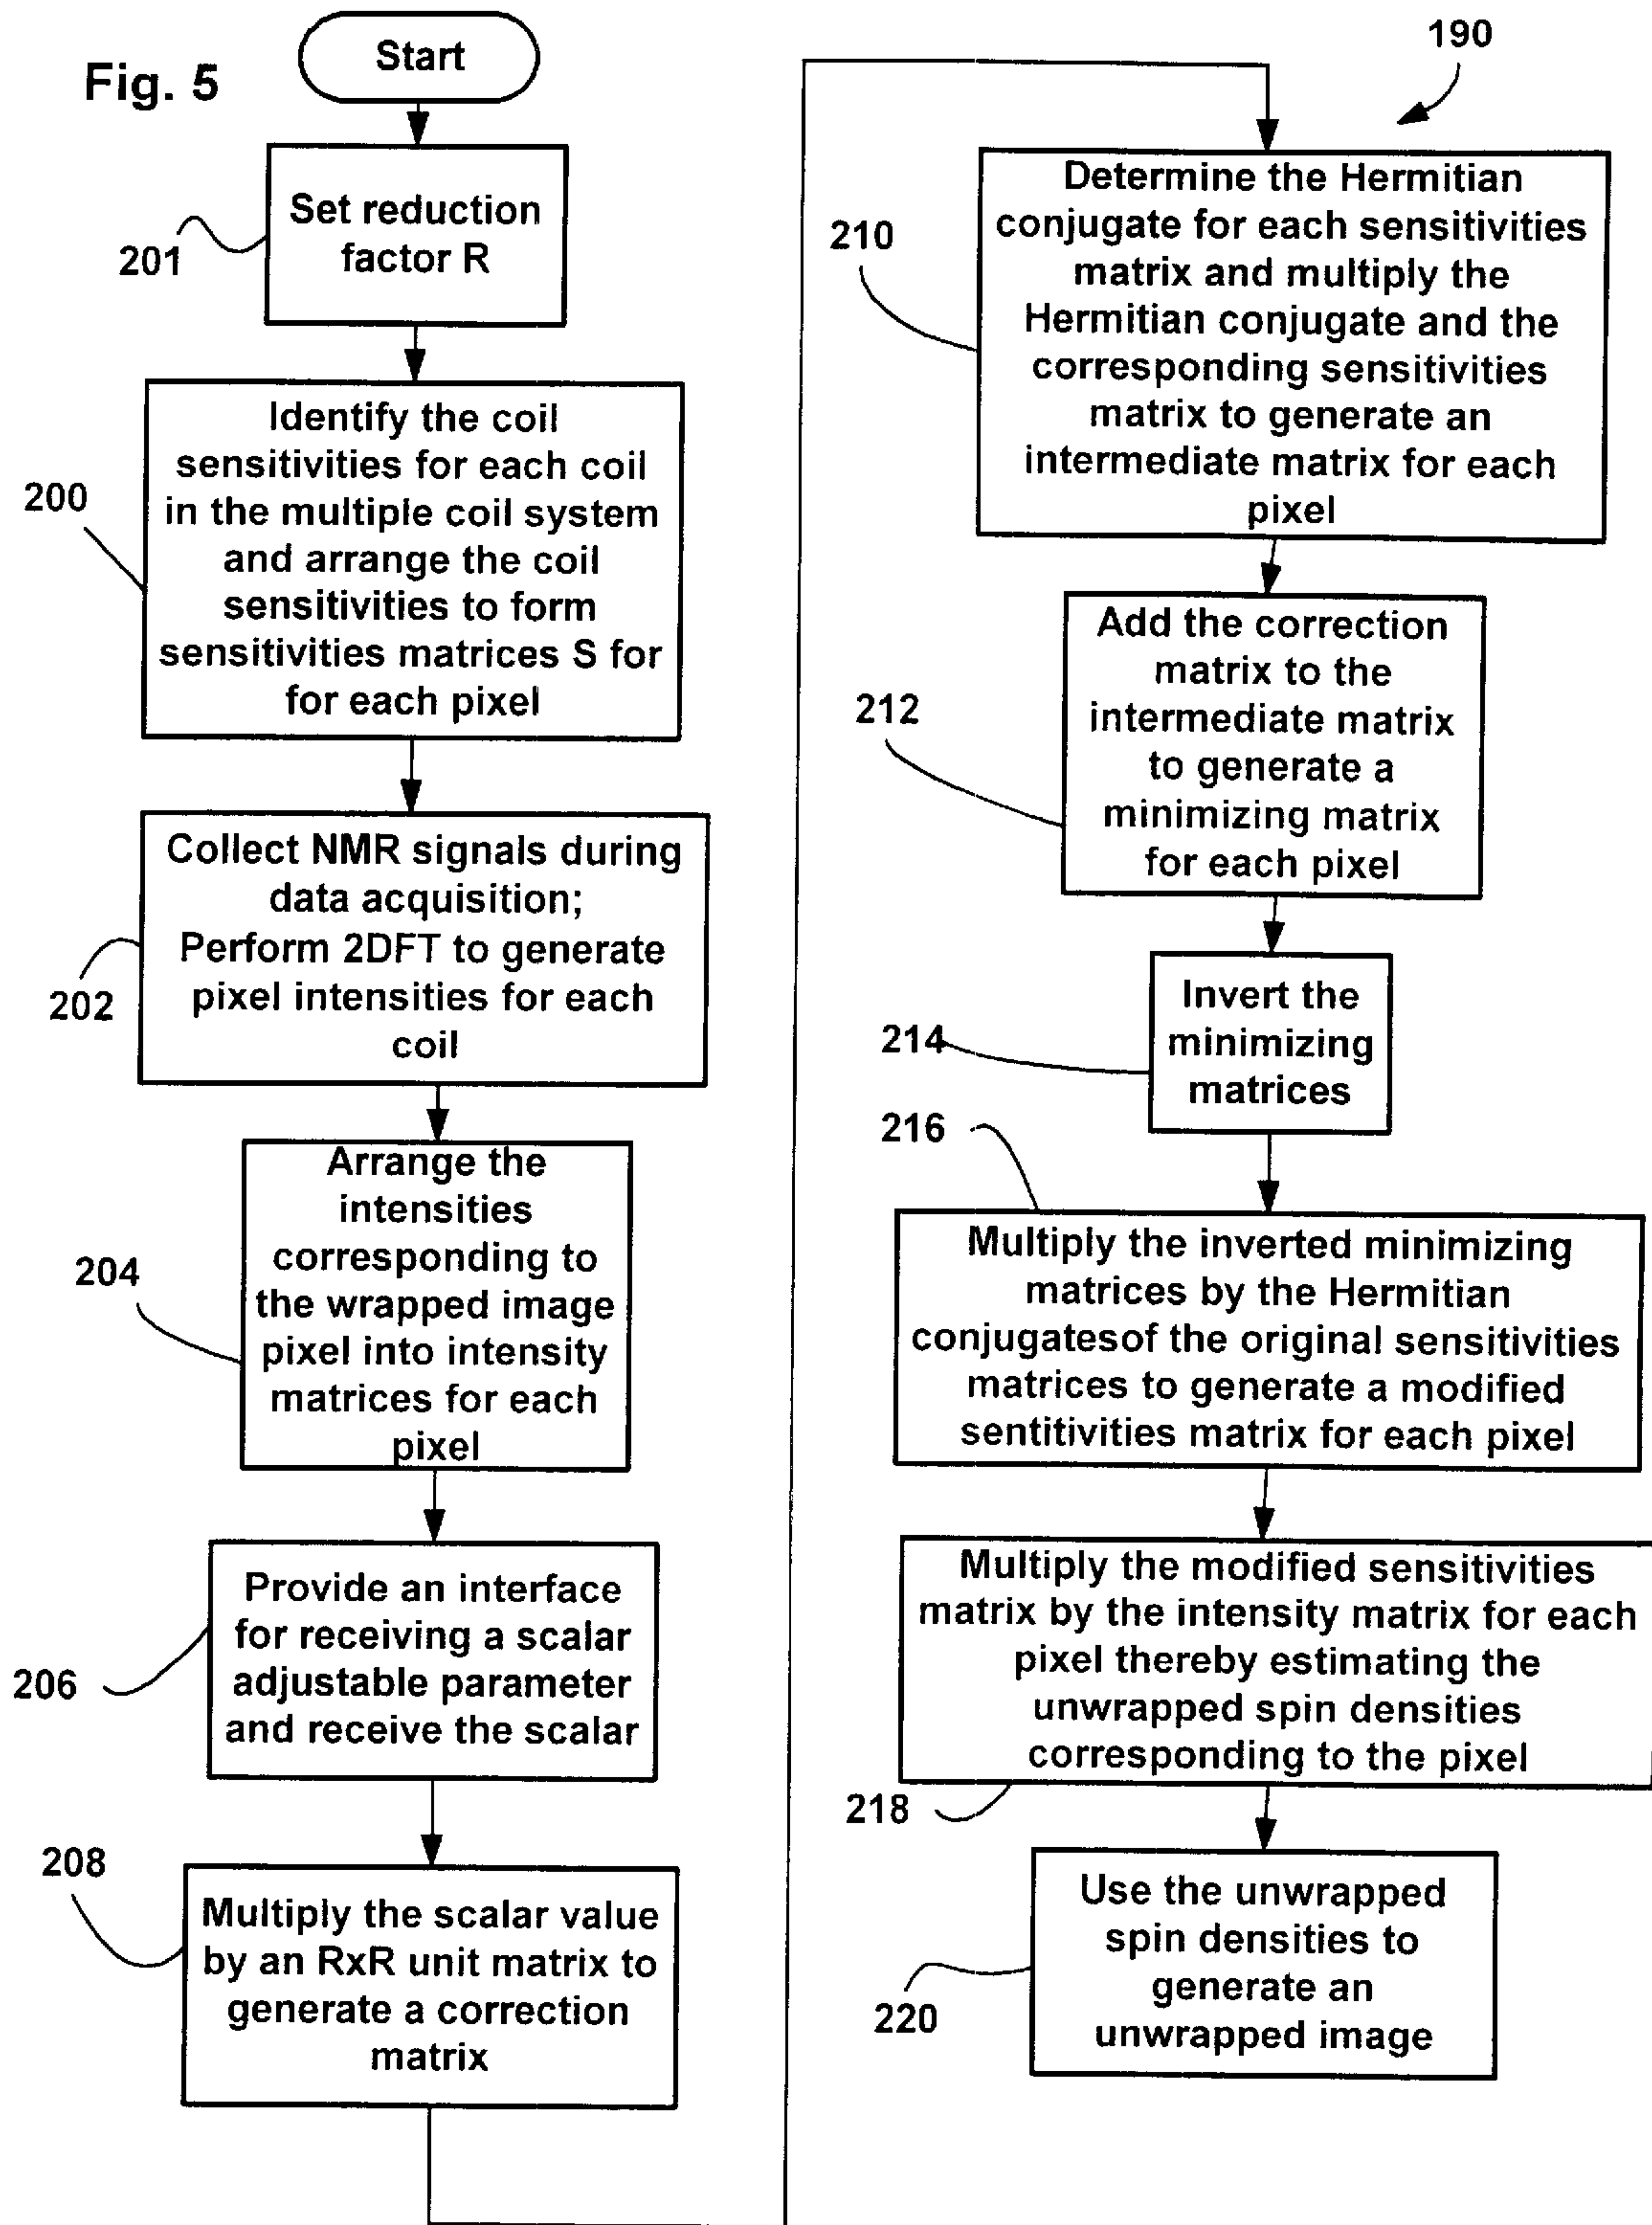 Fig. 5
Start
Set reduction
factor R
201
Identify the coil
sensitivities for each coil
in the multiple coil system
and arrange the coil
sensitivities to form
sensitivities matrices S for
for each pixel
200
Collect NMR signals during
data acquisition;
Perform 2DFT to generate
pixel intensities for each
coil
202
Arrange the
intensities
corresponding to
the wrapped image
pixel into intensity
matrices for each
pixel
204
Provide an interface
for receiving a scalar
adjustable parameter
and receive the scalar
206
208
Multiply the scalar value
by an RxR unit matrix to
generate a correction
matrix
190
Determine the Hermitian
conjugate for each sensitivities
matrix and multiply the
Hermitian conjugate and the
corresponding sensitivities
matrix to generate an
intermediate matrix for each
pixel
210
Add the correction
matrix to the
intermediate matrix
to generate a
minimizing matrix
for each pixel
212
Invert the
minimizing
matrices
214
216
Multiply the inverted minimizing
matrices by the Hermitian
conjugatesof the original sensitivities
matrices to generate a modified
sentitivities matrix for each pixel
Multiply the modified sensitivities
matrix by the intensity matrix for each
pixel thereby estimating the
unwrapped spin densities
corresponding to the pixel
218
Use the unwrapped
spin densities to
generate an
unwrapped image
220